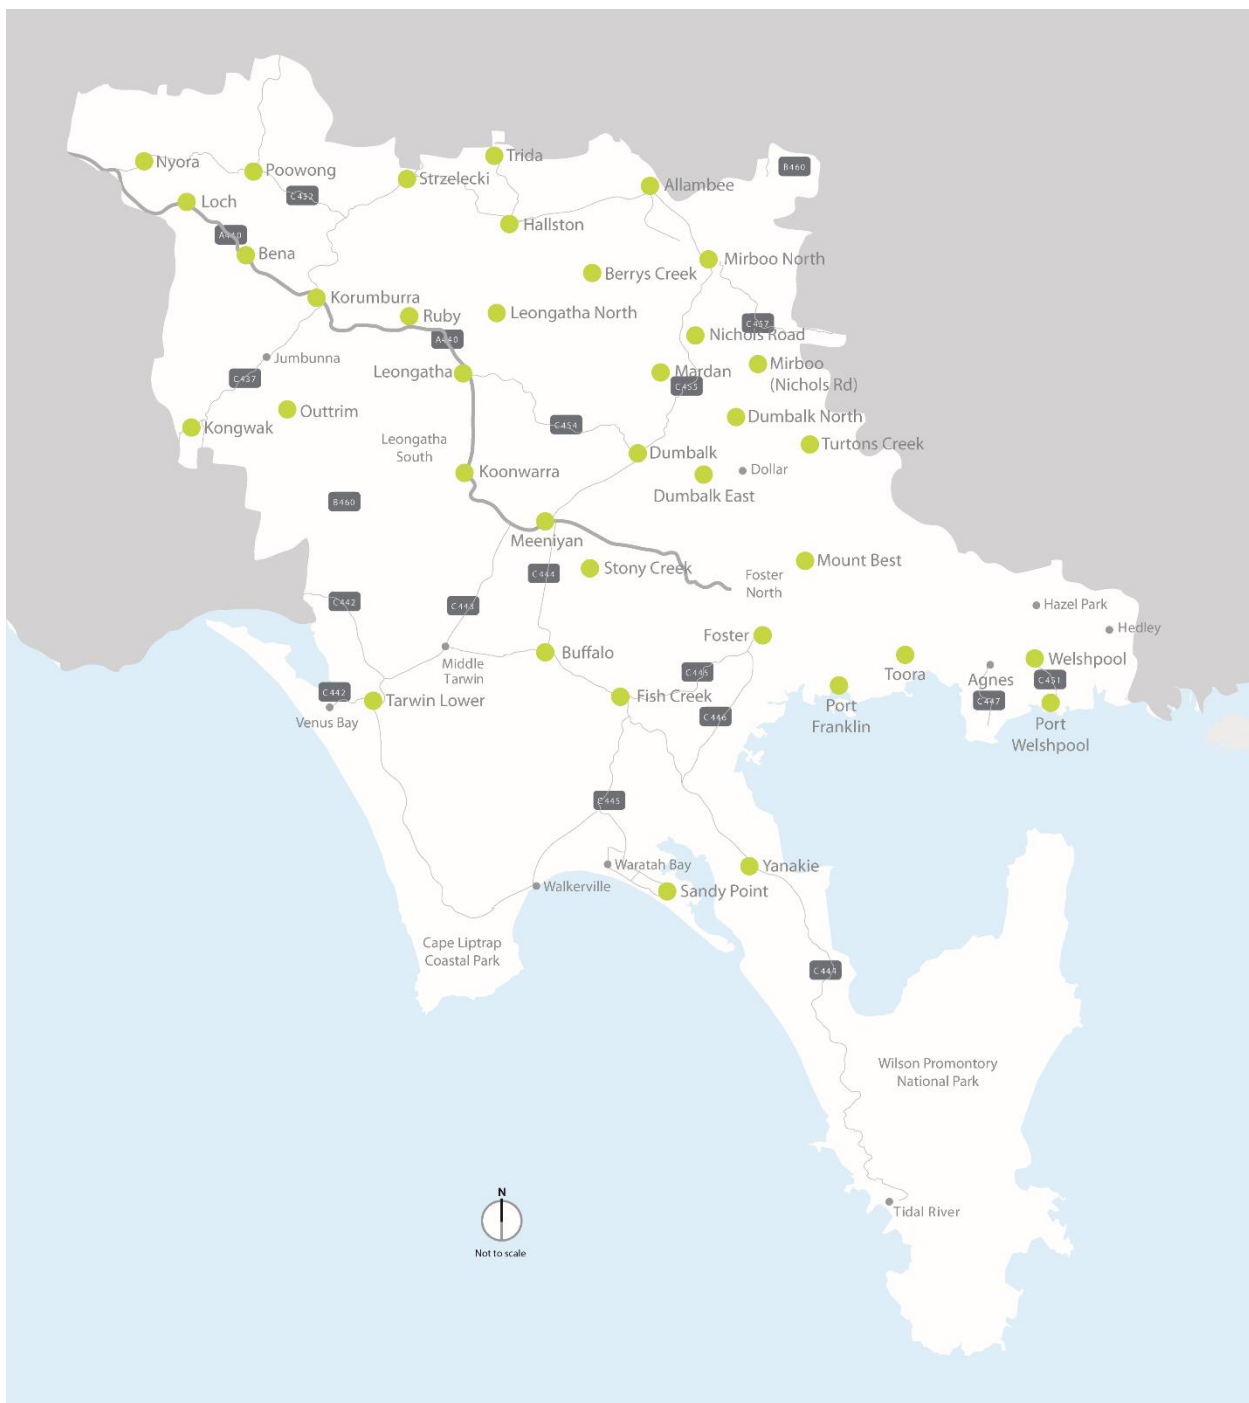 Trida
B460
Nyora
Poowong
Strzelecki
Allambee
C432
Loch
Hallston
A440
Bena
Mirboo North
Berrys Creek
Korumburra
Ruby
Leongatha North
C457
Nichols Road
A440
Jumbunna
Leongatha
Mardan
Mirboo
(Nichols Rd)
C437
C455
Outtrim
Dumbalk North
Kongwak
C454
Leongatha
South
Turtons Creek
Dumbalk
Koonwarra
Dollar
Dumbalk East
B460
Meeniyan
Mount Best
Stony Creek
C444
Foster
North
C442
C443
Hazel Park
Hedley
Foster
Buffalo
Middle
Tarwin
Welshpool
Toora
C445
Agnes
C451
C442
Tarwin Lower
Fish Creek
C447
Venus Bay
C446
Port
Franklin
Port
Welshpool
C445
Waratah Bay
Yanakie
Walkerville
Sandy Point
Cape Liptrap
Coastal Park
C444
Wilson Promontory
National Park
N
Tidal River
Not to scale